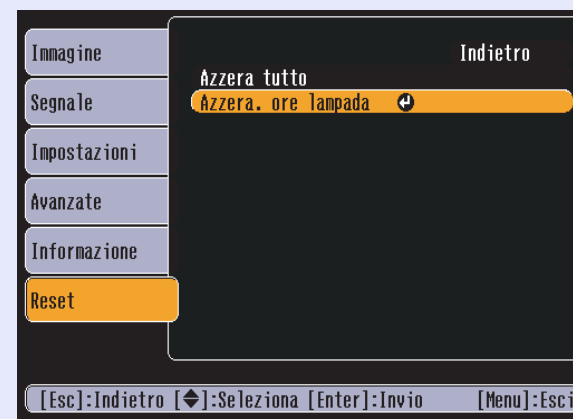 Immagine
Segnale
Impostazioni
Avanzate
Informazione
Reset
Indietro
Azzera tutto
Azzera. ore lampada
[Esc]:Indietro [◆]:Seleziona [Enter]:Invio [Menu]:Esci